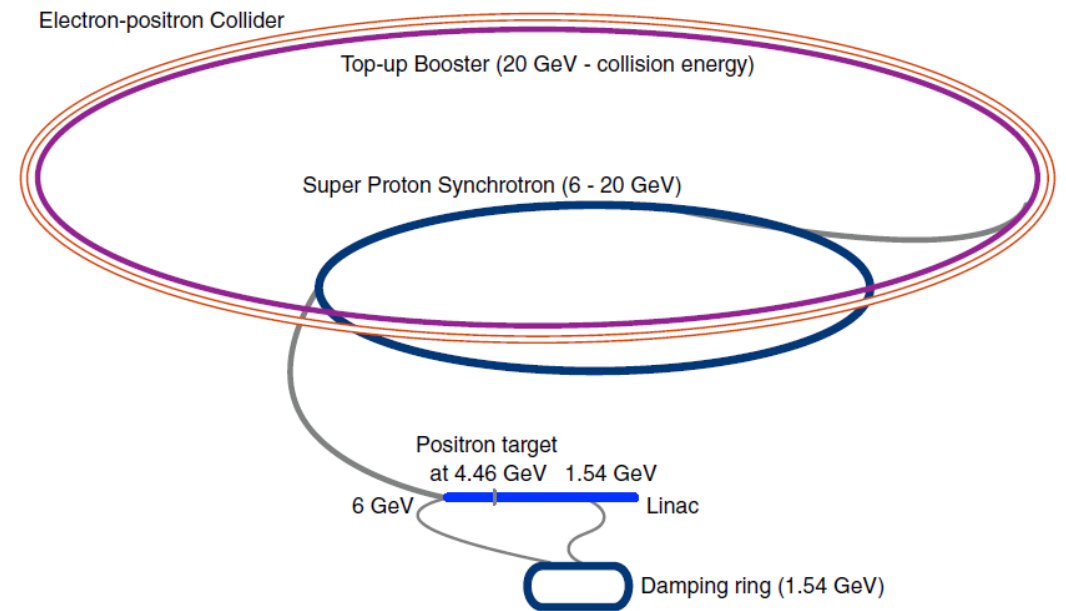 Electron-positron Collider
Top-up Booster (20 GeV - collision energy)
Super Proton Synchrotron (6 - 20 GeV)
Positron target
at 4.46 GeV
1.54 GeV
6 GeV
Linac
Damping ring (1.54 GeV)